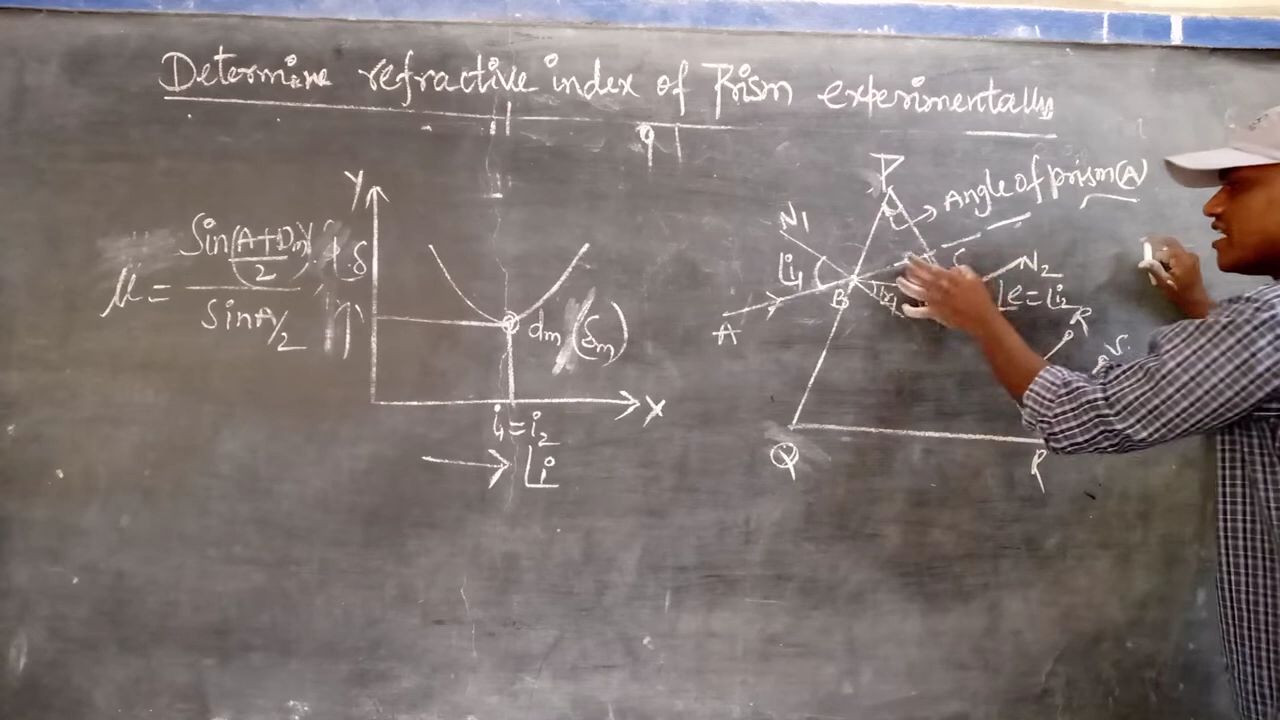 Determine refractive index of Prism experimentally
μ = Sin(A+Dm)/2
SinA/2
Y
δ
dm (δm)
X
i1 = i2
∠i
P
Angle of prism (A)
N1
∠i1
A
B
N2
∠e = ∠i2
R
V
Q
R